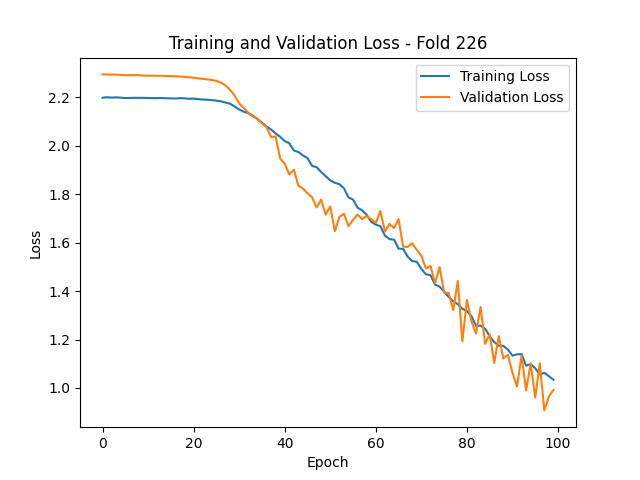 Training and Validation Loss - Fold 226
Training Loss
Validation Loss
2.2
2.0
1.8
1.6
1.4
1.2
1.0
Loss
0
20
40
60
80
100
Epoch